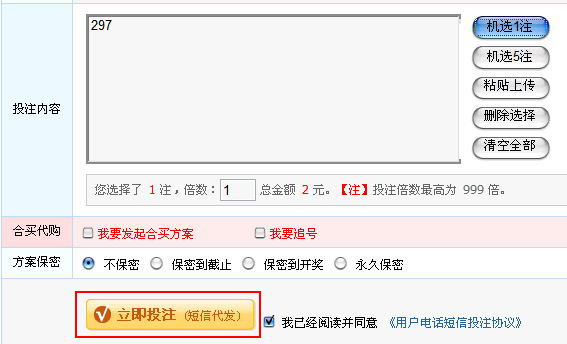 297
机选1注
机选5注
粘贴上传
删除选择
清空全部
投注内容
您选择了 1 注，倍数： 1 总金额 2 元。【注】投注倍数最高为 999 倍。
合买代购 我要发起合买方案 我要追号
方案保密 不保密 保密到截止 保密到开奖 永久保密
立即投注（短信代发） 我已经阅读并同意 《用户电话短信投注协议》